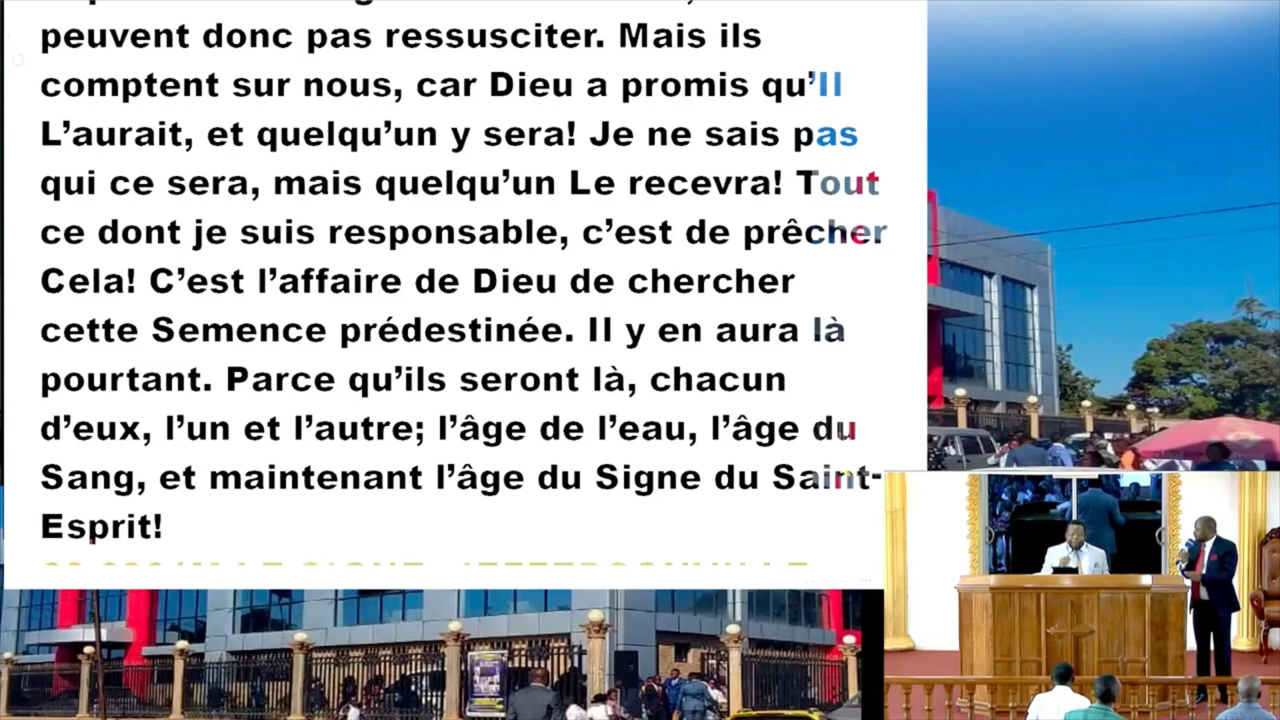 peuvent donc pas ressusciter. Mais ils
comptent sur nous, car Dieu a promis qu’Il
L’aurait, et quelqu’un y sera! Je ne sais pas
qui ce sera, mais quelqu’un Le recevra! Tout
ce dont je suis responsable, c’est de prêcher
Cela! C’est l’affaire de Dieu de chercher
cette Semence prédestinée. Il y en aura là
pourtant. Parce qu’ils seront là, chacun
d’eux, l’un et l’autre; l’âge de l’eau, l’âge du
Sang, et maintenant l’âge du Signe du Saint-
Esprit!